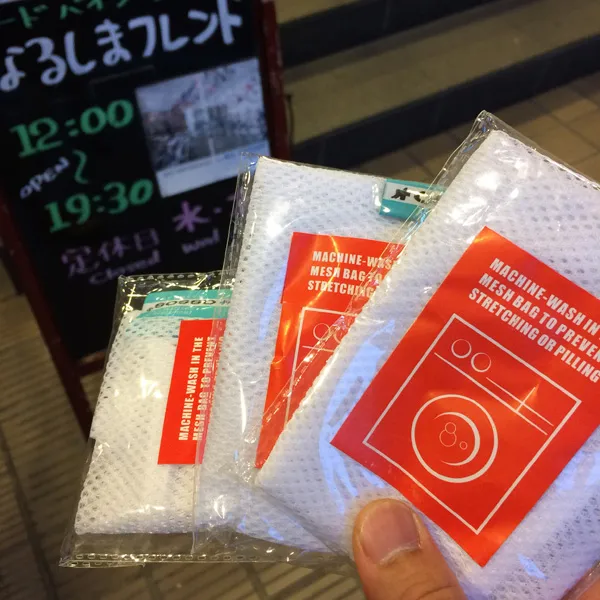 なるしまフレンド
12:00
OPEN 〜
19:30
定休日 水・
Closed Wed
MACHINE-WASH IN THE
MESH BAG TO PREVENT
MACHINE-WASH
MESH BAG TO
STRETCHING
MACHINE-WASH IN
MESH BAG TO PREVEN
STRETCHING OR PILLING